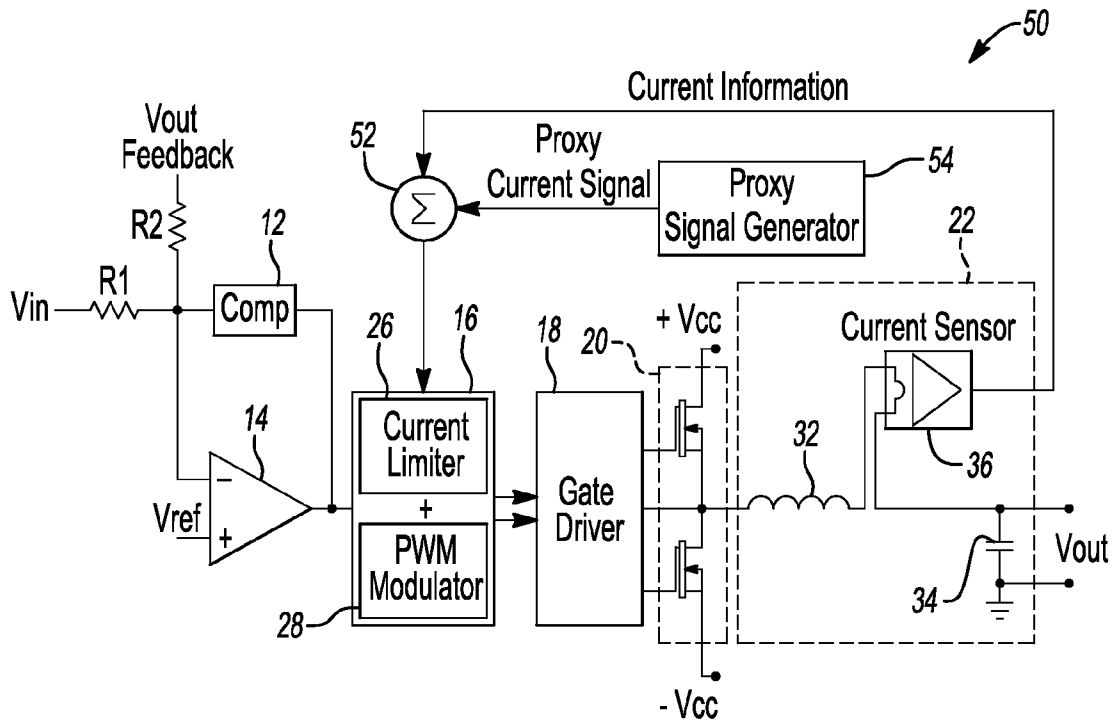 50
Current Information
Vout
Feedback
52
Proxy
Current Signal
54
Proxy
Signal Generator
Σ
R2
12
22
R1
Vin
Comp
26
16
18
20
+ Vcc
Current Sensor
14
Current
Limiter
32
36
−
Vref
+
+
Gate
Driver
PWM
Modulator
34
Vout
28
- Vcc